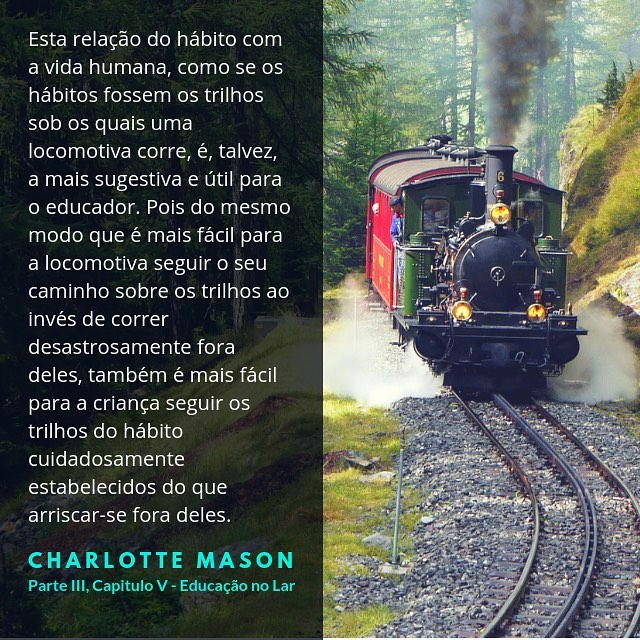 Esta relação do hábito com
a vida humana, como se os
hábitos fossem os trilhos
sob os quais uma
locomotiva corre, é, talvez,
a mais sugestiva e útil para
o educador. Pois do mesmo
modo que é mais fácil para
a locomotiva seguir o seu
caminho sobre os trilhos ao
invés de correr
desastrosamente fora
deles, também é mais fácil
para a criança seguir os
trilhos do hábito
cuidadosamente
estabelecidos do que
arriscar-se fora deles.
CHARLOTTE MASON
Parte III, Capitulo V - Educação no Lar
6